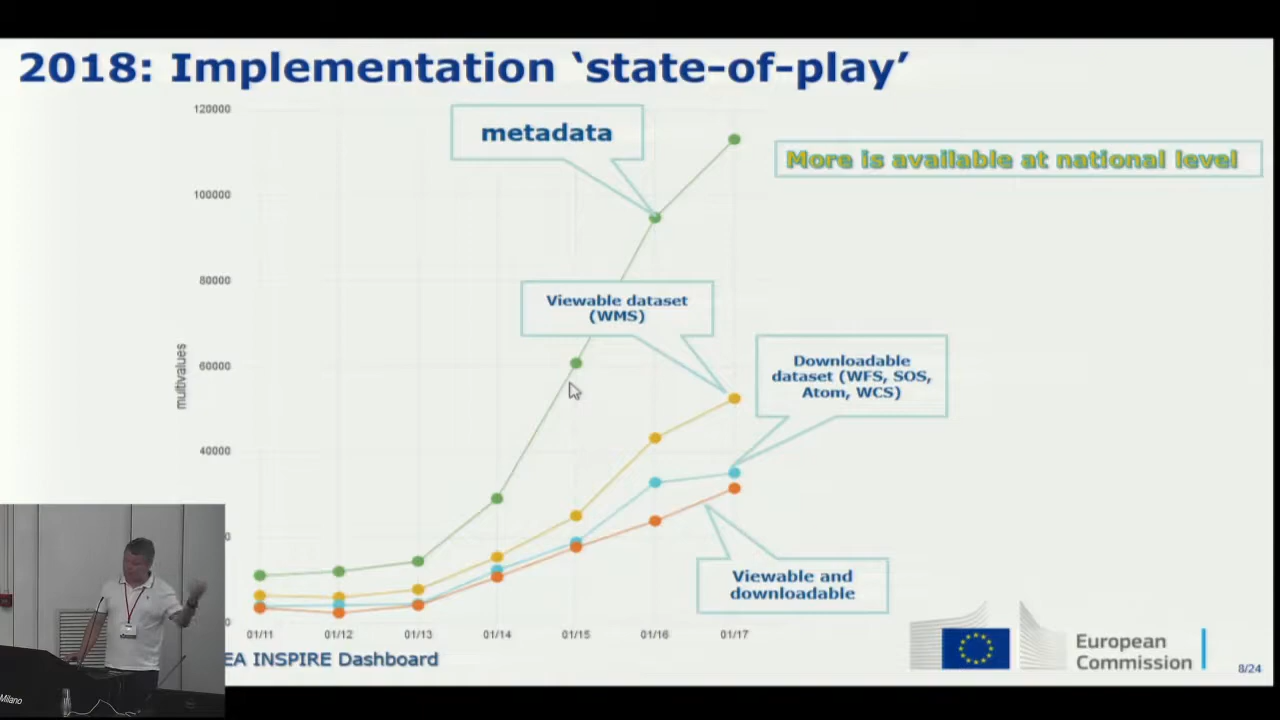 2018: Implementation ‘state-of-play’
120000
metadata
More is available at national level
100000
80000
Viewable dataset
(WMS)
60000
Downloadable
dataset (WFS, SOS,
Atom, WCS)
multivalues
40000
Viewable and
downloadable
01/11
01/12
01/13
01/14
01/15
01/16
01/17
EA INSPIRE Dashboard
European
Commission
8/24
Milano